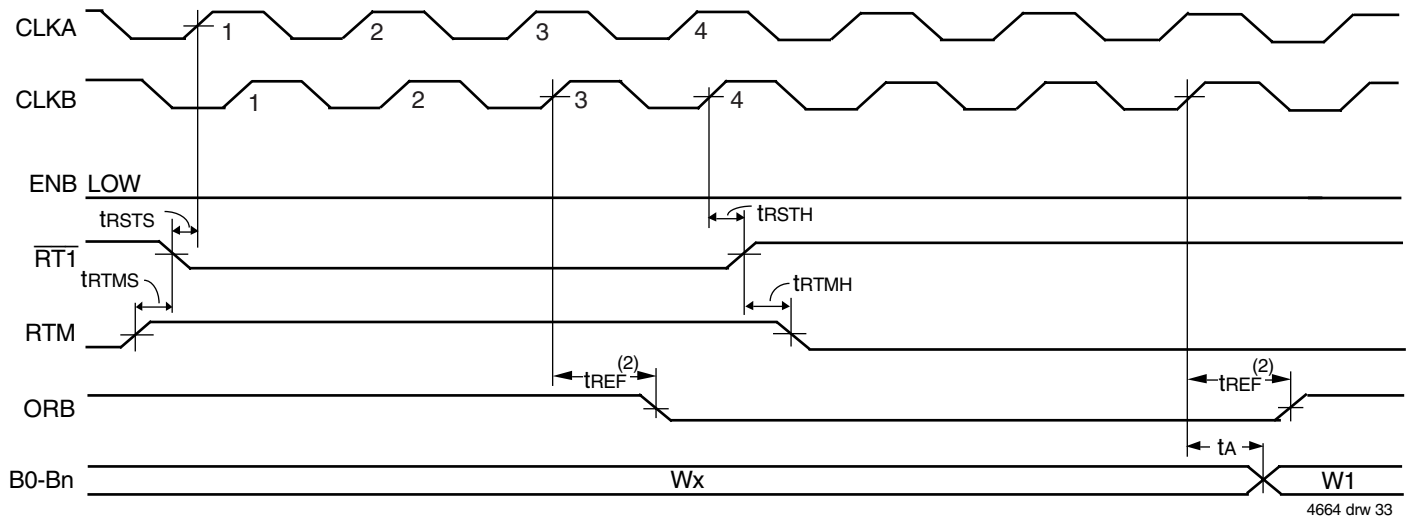 CLKA 1 2 3 4
CLKB 1 2 3 4
ENB LOW
tRSTS tRSTH
RT1
tRTMS tRTMH
RTM
tREF(2) tREF(2)
ORB
tA
B0-Bn Wx W1
4664 drw 33